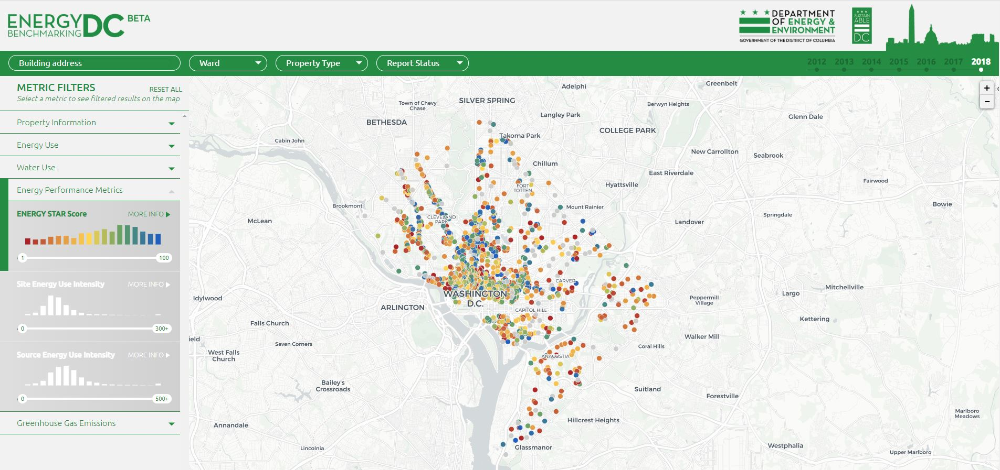 ENERGYDC BETA
BENCHMARKING
★ ★ ★ DEPARTMENT
OF ENERGY &
ENVIRONMENT
GOVERNMENT OF THE DISTRICT OF COLUMBIA
SUSTAIN
ABLE
DC
Building address
Ward
Property Type
Report Status
2012 2013 2014 2015 2016 2017 2018
METRIC FILTERS
RESET ALL
Select a metric to see filtered results on the map
Property Information
Energy Use
Water Use
Energy Performance Metrics
ENERGY STAR Score
MORE INFO
1
100
Site Energy Use Intensity
MORE INFO
0
300+
Source Energy Use Intensity
MORE INFO
0
500+
Greenhouse Gas Emissions
+
−
Adelphi
Greenbelt
SILVER SPRING
Town of Chevy
Chase
Berwyn Heights
Langley Park
Glenn Dale
BETHESDA
COLLEGE PARK
Takoma Park
Cabin John
New Carrollton
Seabrook
Chillum
East Riverdale
Fairwood
FORT
TOTTEN
Hyattsville
Brookmont
Mount Rainier
Bowie
Springdale
CLEVELAND
PARK
McLean
Landover
CARVER
Mitchellville
WASHINGTON
D.C.
Largo
Idylwood
Peppermill
Village
ARLINGTON
CAPITOL HILL
Kettering
Falls Church
Walker Mill
ield
Seven Corners
Coral Hills
West Falls
Church
ANACOSTIA
Bailey's
Crossroads
Suitland
Forestville
Marlboro
Meadows
Hillcrest Heights
Annandale
Lincolnia
Glassmanor
Westphalia
Upper Marlboro